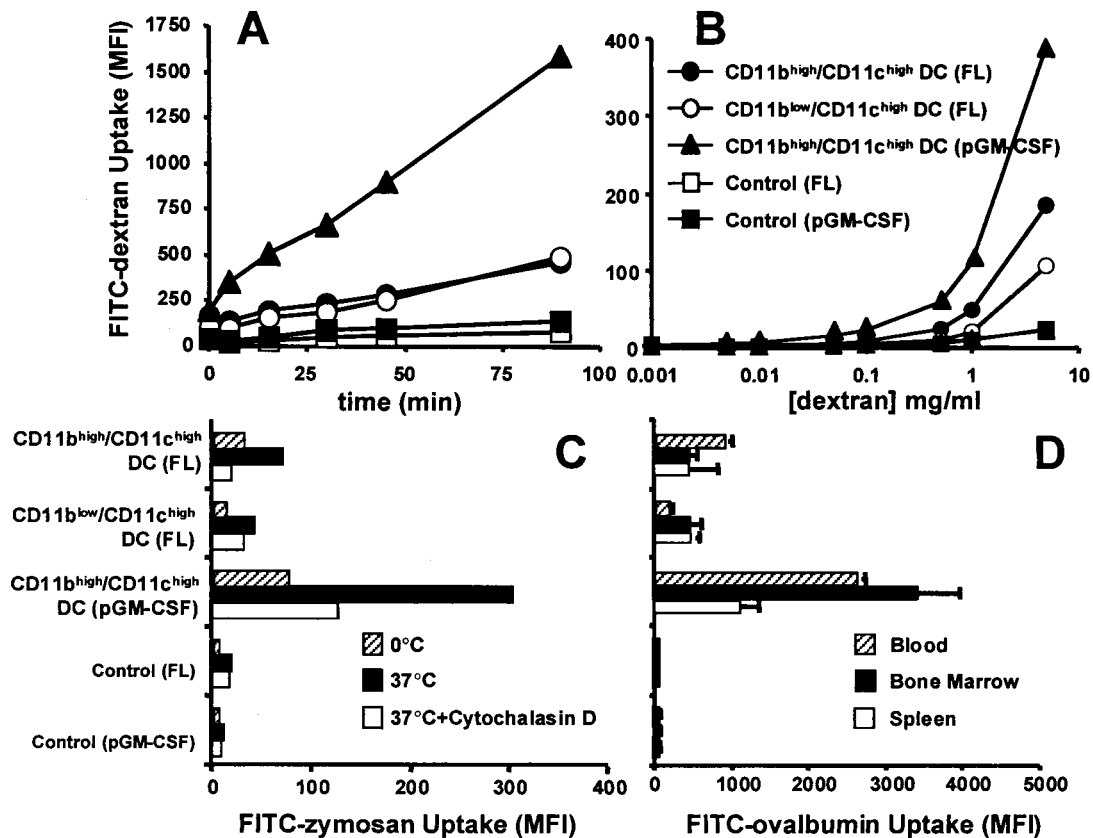 A
FITC-dextran Uptake (MFI)
1750
1500
1250
1000
750
500
250
0
0
25
50
75
100
time (min)
B
400
300
200
100
0
0.001
0.01
0.1
1
10
[dextran] mg/ml
CD11bhigh/CD11chigh DC (FL)
CD11blow/CD11chigh DC (FL)
CD11bhigh/CD11chigh DC (pGM-CSF)
Control (FL)
Control (pGM-CSF)
C
CD11bhigh/CD11chigh
DC (FL)
CD11blow/CD11chigh
DC (FL)
CD11bhigh/CD11chigh
DC (pGM-CSF)
Control (FL)
Control (pGM-CSF)
0°C
37°C
37°C+Cytochalasin D
0
100
200
300
400
FITC-zymosan Uptake (MFI)
D
Blood
Bone Marrow
Spleen
0
1000
2000
3000
4000
5000
FITC-ovalbumin Uptake (MFI)